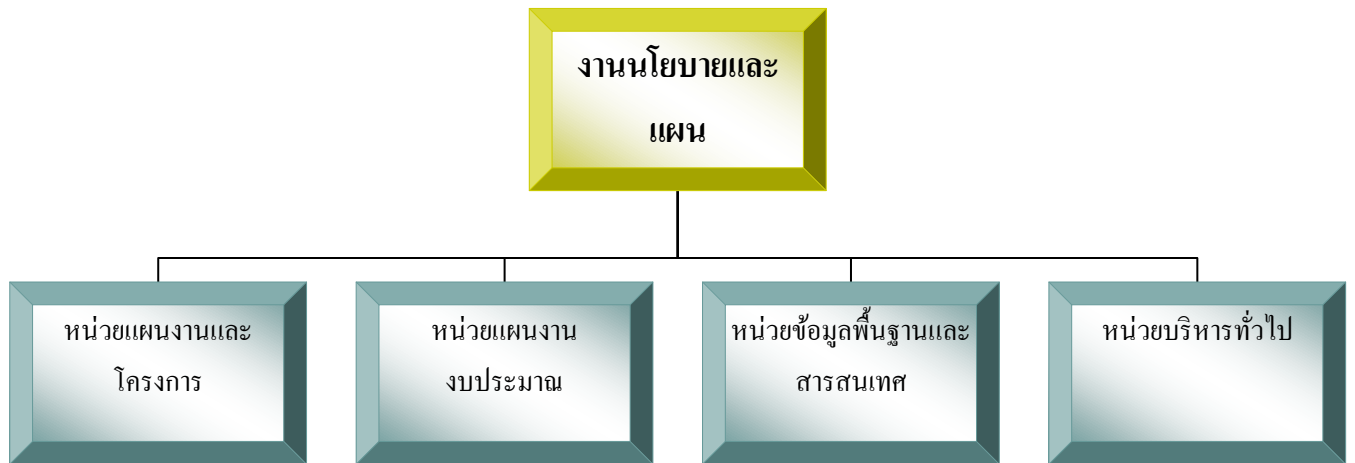 งานนโยบายและ
แผน
หน่วยแผนงานและ
โครงการ
หน่วยแผนงาน
งบประมาณ
หน่วยข้อมูลพื้นฐานและ
สารสนเทศ
หน่วยบริหารทั่วไป